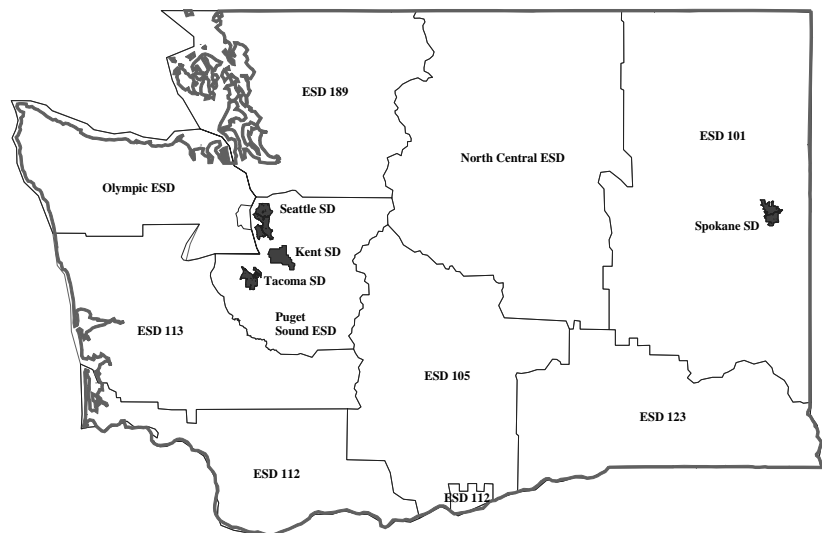 ESD 189
North Central ESD
ESD 101
Olympic ESD
Seattle SD
Spokane SD
Kent SD
Tacoma SD
Puget
Sound ESD
ESD 113
ESD 105
ESD 123
ESD 112
ESD 112